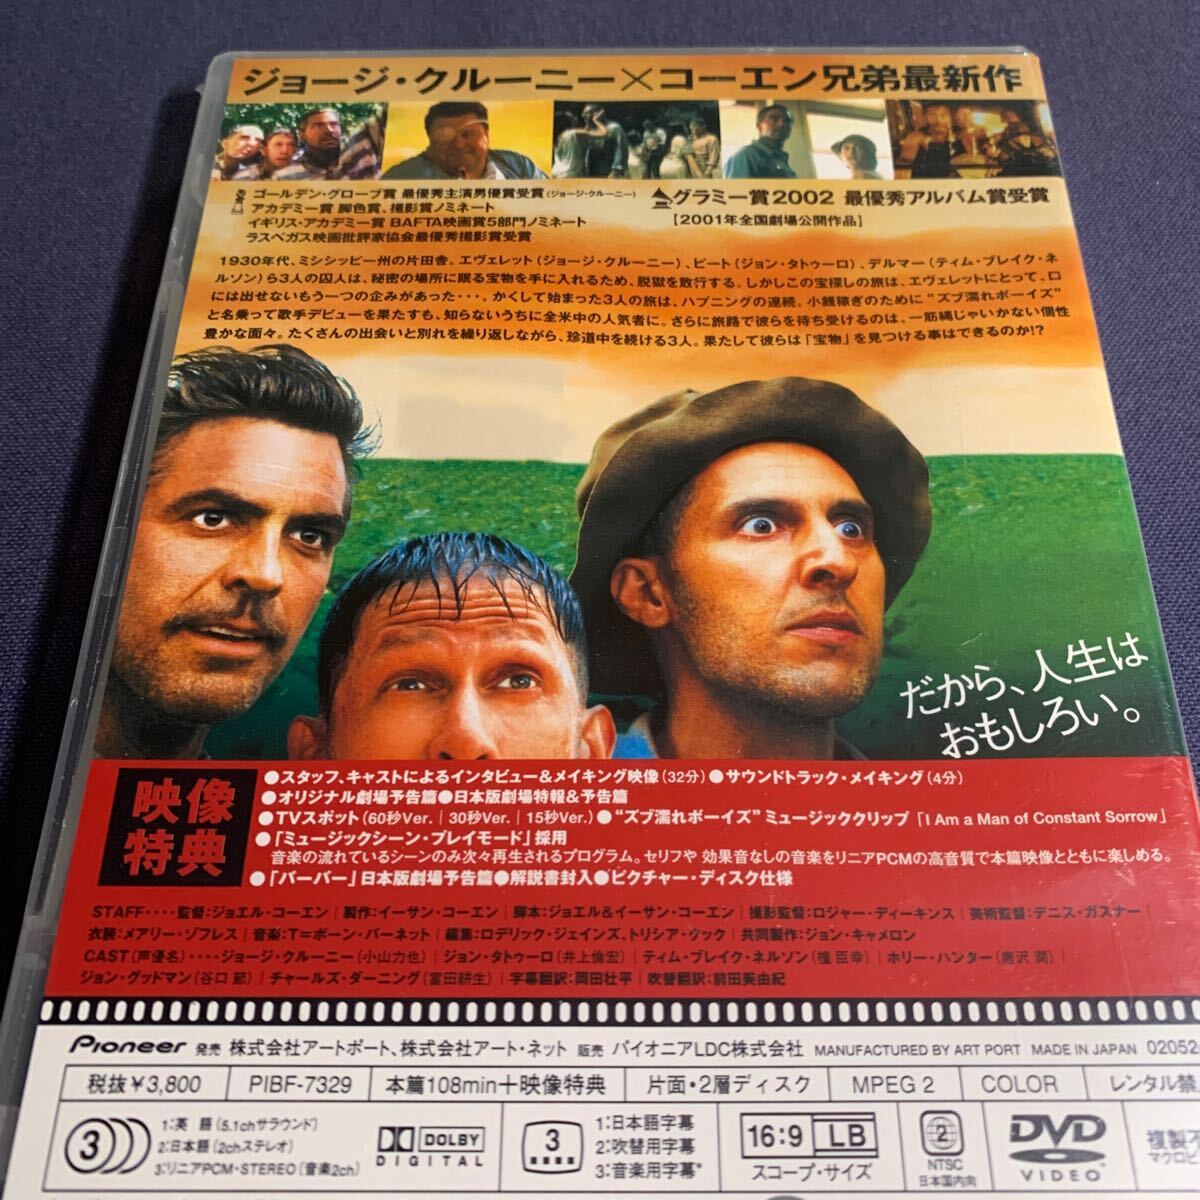 ジョージ・クルーニー×コーエン兄弟最新作
ゴールデン・グローブ賞 最優秀主演男優賞受賞(ジョージ・クルーニー)
アカデミー賞 脚色賞、撮影賞ノミネート
イギリス・アカデミー賞 BAFTA映画賞5部門ノミネート
ラスベガス映画批評家協会最優秀撮影賞受賞
グラミー賞2002 最優秀アルバム賞受賞
【2001年全国劇場公開作品】
1930年代、ミシシッピー州の片田舎。エヴェレット(ジョージ・クルーニー)、ピート(ジョン・タトゥーロ)、デルマー(ティム・ブレイク・ネ
ルソン)ら3人の囚人は、秘密の場所に眠る宝物を手に入れるため、脱獄を敢行する。しかしこの宝探しの旅は、エヴェレットにとって、口
には出せないもう一つの企みがあった・・・。かくして始まった3人の旅は、ハプニングの連続。小銭稼ぎのために“ズブ濡れボーイズ”
と名乗って歌手デビューを果たすも、知らないうちに全米中の人気者に。さらに旅路で彼らを待ち受けるのは、一筋縄じゃいかない個性
豊かな面々。たくさんの出会いと別れを繰り返しながら、珍道中を続ける3人。果たして彼らは「宝物」を見つける事はできるのか!?
だから、人生は
おもしろい。
映像
特典
●スタッフ、キャストによるインタビュー&メイキング映像(32分)●サウンドトラック・メイキング(4分)
●オリジナル劇場予告篇●日本版劇場特報&予告篇
●TVスポット(60秒Ver.｜30秒Ver.｜15秒Ver.)●“ズブ濡れボーイズ”ミュージッククリップ「I Am a Man of Constant Sorrow」
●「ミュージックシーン・プレイモード」採用
音楽の流れているシーンのみ次々再生されるプログラム。セリフや効果音なしの音楽をリニアPCMの高音質で本篇映像とともに楽しめる。
●「バーバー」日本版劇場予告篇●解説書封入●ピクチャー・ディスク仕様
STAFF・・・・監督:ジョエル・コーエン｜製作:イーサン・コーエン｜脚本:ジョエル&イーサン・コーエン｜撮影監督:ロジャー・ディーキンス｜美術監督:デニス・ガスナー｜
衣装:メアリー・ゾフレス｜音楽:T=ボーン・バーネット｜編集:ロデリック・ジェインズ、トリシア・クック｜共同製作:ジョン・キャメロン
CAST(声優名)・・・・ジョージ・クルーニー(小山力也)｜ジョン・タトゥーロ(井上倫宏)｜ティム・ブレイク・ネルソン(檀臣幸)｜ホリー・ハンター(唐沢潤)｜
ジョン・グッドマン(谷口節)｜チャールズ・ダーニング(富田耕生)｜字幕翻訳:岡田壮平｜吹替翻訳:前田美由紀
Pioneer 発売 株式会社アートポート、株式会社アート・ネット 販売 パイオニアLDC株式会社 MANUFACTURED BY ART PORT MADE IN JAPAN 02052
税抜¥3,800 PIBF-7329 本篇108min+映像特典 片面・2層ディスク MPEG 2 COLOR レンタル禁
3 1:英語(5.1chサラウンド)
2:日本語(2chステレオ)
3:リニアPCM・STEREO(音楽2ch)
DOLBY
DIGITAL
3 1:日本語字幕
2:吹替用字幕
3:音楽用字幕*
16:9 LB
スコープ・サイズ
2
NTSC
日本国内向
DVD
VIDEO
複製不
マクロビ